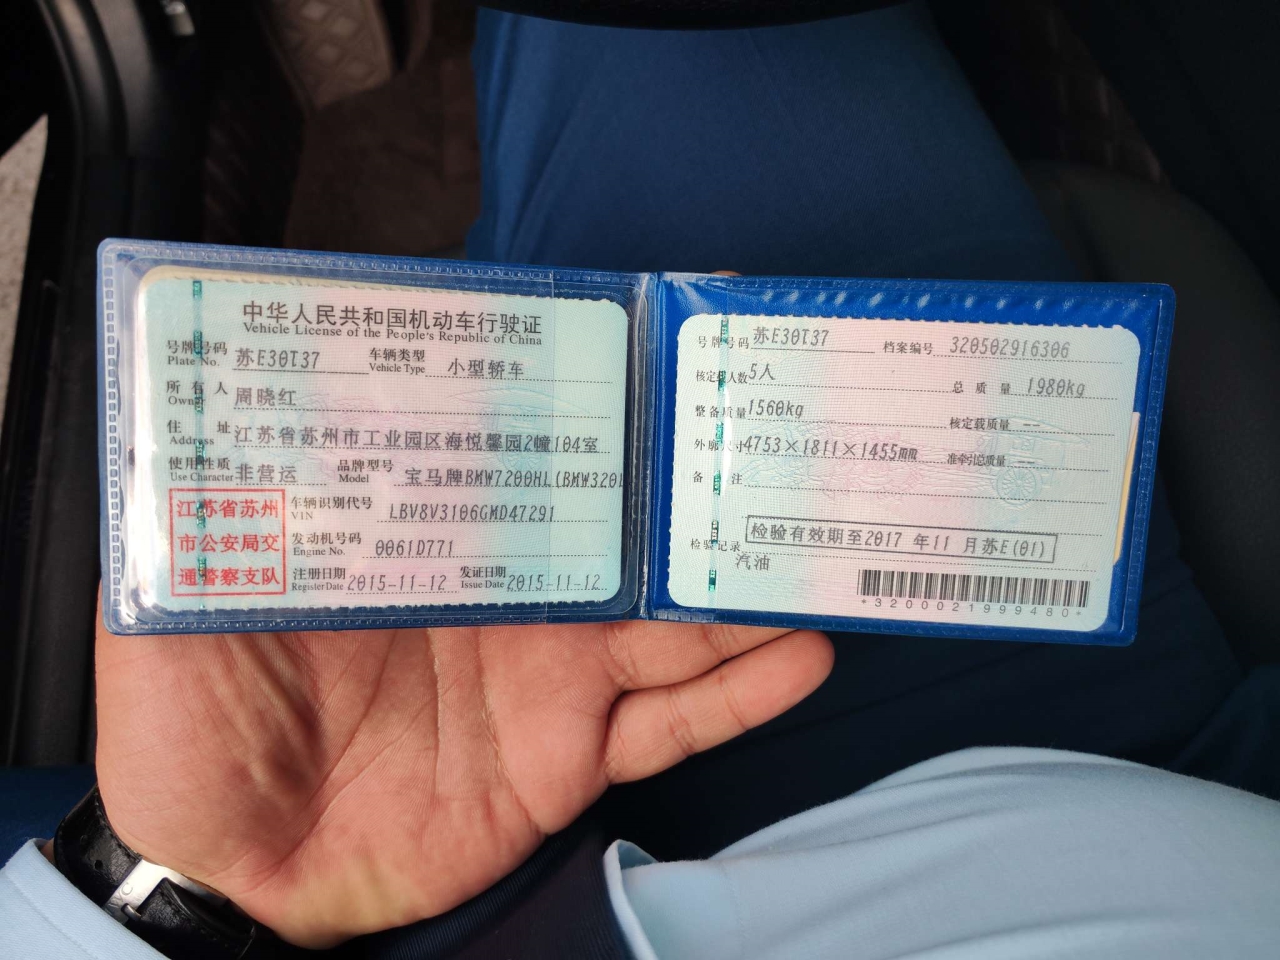 中华人民共和国机动车行驶证
Vehicle License of the People's Republic of China
号牌号码 苏E30T37 车辆类型 小型轿车
Plate No. Vehicle Type
所有人 周晓红
Owner
住址 江苏省苏州市工业园区海悦馨园2幢104室
Address
使用性质 非营运 品牌型号 宝马牌BMW7200HL(BMW320l
Use Character Model
江苏省苏州
市公安局交
通警察支队
车辆识别代号 LBV8V3106GMD47291
VIN
发动机号码 0061D771
Engine No.
注册日期 2015-11-12 发证日期 2015-11-12
Register Date Issue Date
号牌号码 苏E30T37 档案编号 320502916306
核定载人数 5人 总质量 1980kg
整备质量 1560kg 核定载质量 --
外廓尺寸 4753×1811×1455mm 准牵引总质量 --
备注
检验有效期至2017 年11 月苏E(01)
检验记录
汽油
*3200021999480*